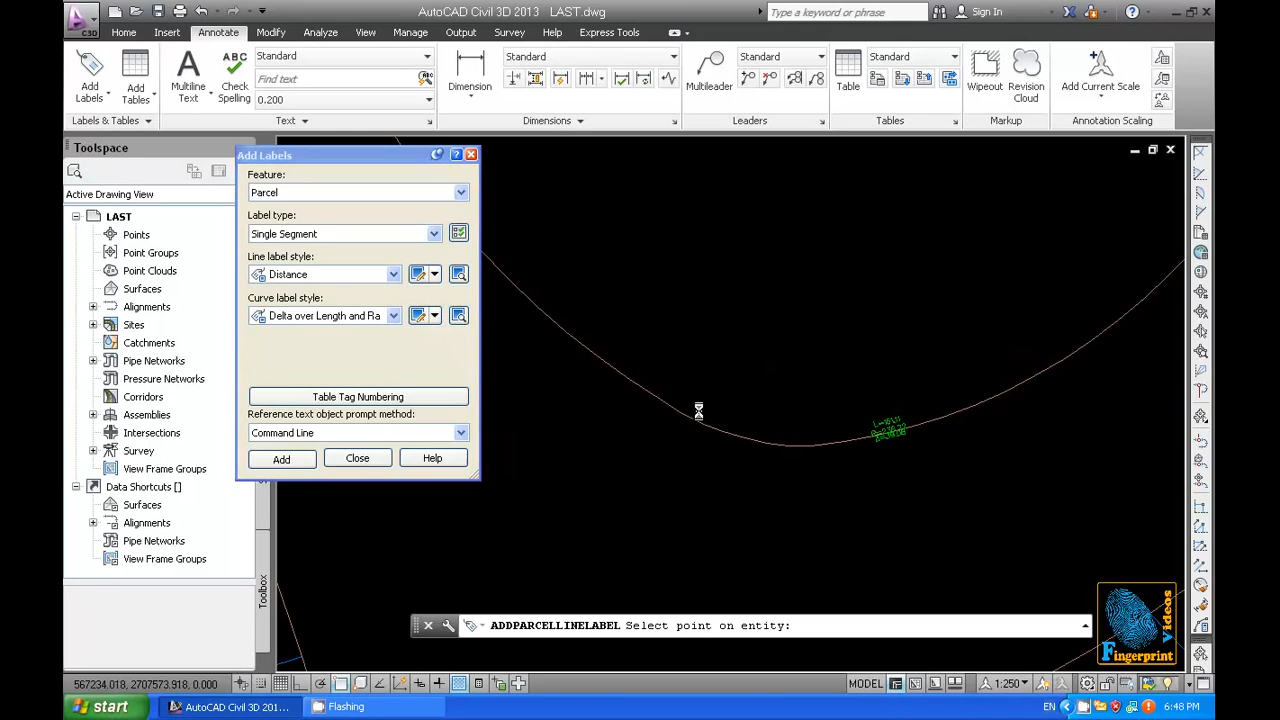 AutoCAD Civil 3D 2013 LAST.dwg
Type a keyword or phrase
Sign In
C3D
Home Insert Annotate Modify Analyze View Manage Output Survey Help Express Tools
Add Labels
Add Tables
Labels & Tables
Multiline Text
ABC
Check Spelling
Standard
Find text
0.200
Text
Dimension
Standard
Dimensions
Multileader
Standard
Leaders
Table
Standard
Tables
Wipeout
Revision Cloud
Markup
Add Current Scale
Annotation Scaling
Toolspace
Active Drawing View
LAST
Points
Point Groups
Point Clouds
Surfaces
Alignments
Sites
Catchments
Pipe Networks
Pressure Networks
Corridors
Assemblies
Intersections
Survey
View Frame Groups
Data Shortcuts []
Surfaces
Alignments
Pipe Networks
View Frame Groups
Toolbox
Add Labels
Feature:
Parcel
Label type:
Single Segment
Line label style:
Distance
Curve label style:
Delta over Length and Ra
Table Tag Numbering
Reference text object prompt method:
Command Line
Add Close Help
ADDPARCELLINELABEL Select point on entity:
Fingerprint
Videos
567234.018, 2707573.918, 0.000
MODEL
1:250
start
AutoCAD Civil 3D 201...
Flashing
EN
6:48 PM